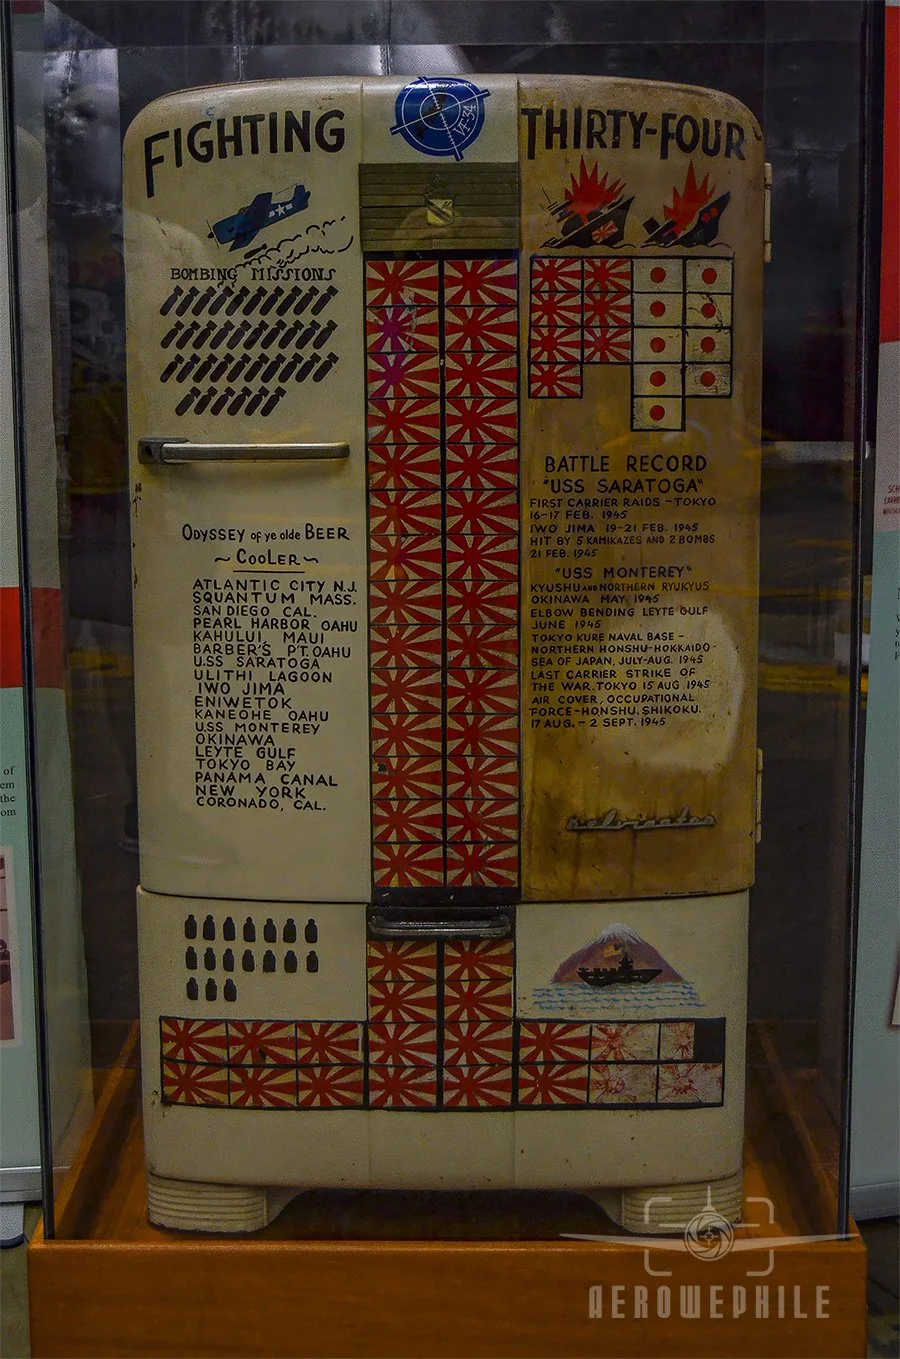 FIGHTING THIRTY-FOUR
VF-34
BOMBING MISSIONS
ODYSSEY of ye olde BEER
~ COOLER ~
ATLANTIC CITY N.J.
SQUANTUM MASS.
SAN DIEGO CAL.
PEARL HARBOR OAHU
KAHULUI, MAUI
BARBER'S PT. OAHU
U.S.S SARATOGA
ULITHI LAGOON
IWO JIMA
ENIWETOK
KANEOHE OAHU
U.S.S MONTEREY
OKINAWA
LEYTE GULF
TOKYO BAY
PANAMA CANAL
NEW YORK
CORONADO, CAL.
BATTLE RECORD
"USS SARATOGA"
FIRST CARRIER RAIDS - TOKYO
16-17 FEB. 1945
IWO JIMA 19-21 FEB. 1945
HIT BY 5 KAMIKAZES AND 2 BOMBS
21 FEB. 1945
"USS MONTEREY"
KYUSHU AND NORTHERN RYUKYUS
OKINAWA MAY 1945
ELBOW BENDING LEYTE GULF
JUNE 1945
TOKYO KURE NAVAL BASE -
NORTHERN HONSHU-HOKKAIDO-
SEA OF JAPAN, JULY-AUG. 1945
LAST CARRIER STRIKE OF
THE WAR. TOKYO 15 AUG 1945
AIR COVER, OCCUPATIONAL
FORCE-HONSHU, SHIKOKU.
17 AUG. - 2 SEPT. 1945
Kelvinator
of
em
the
om
AEROWEPHILE